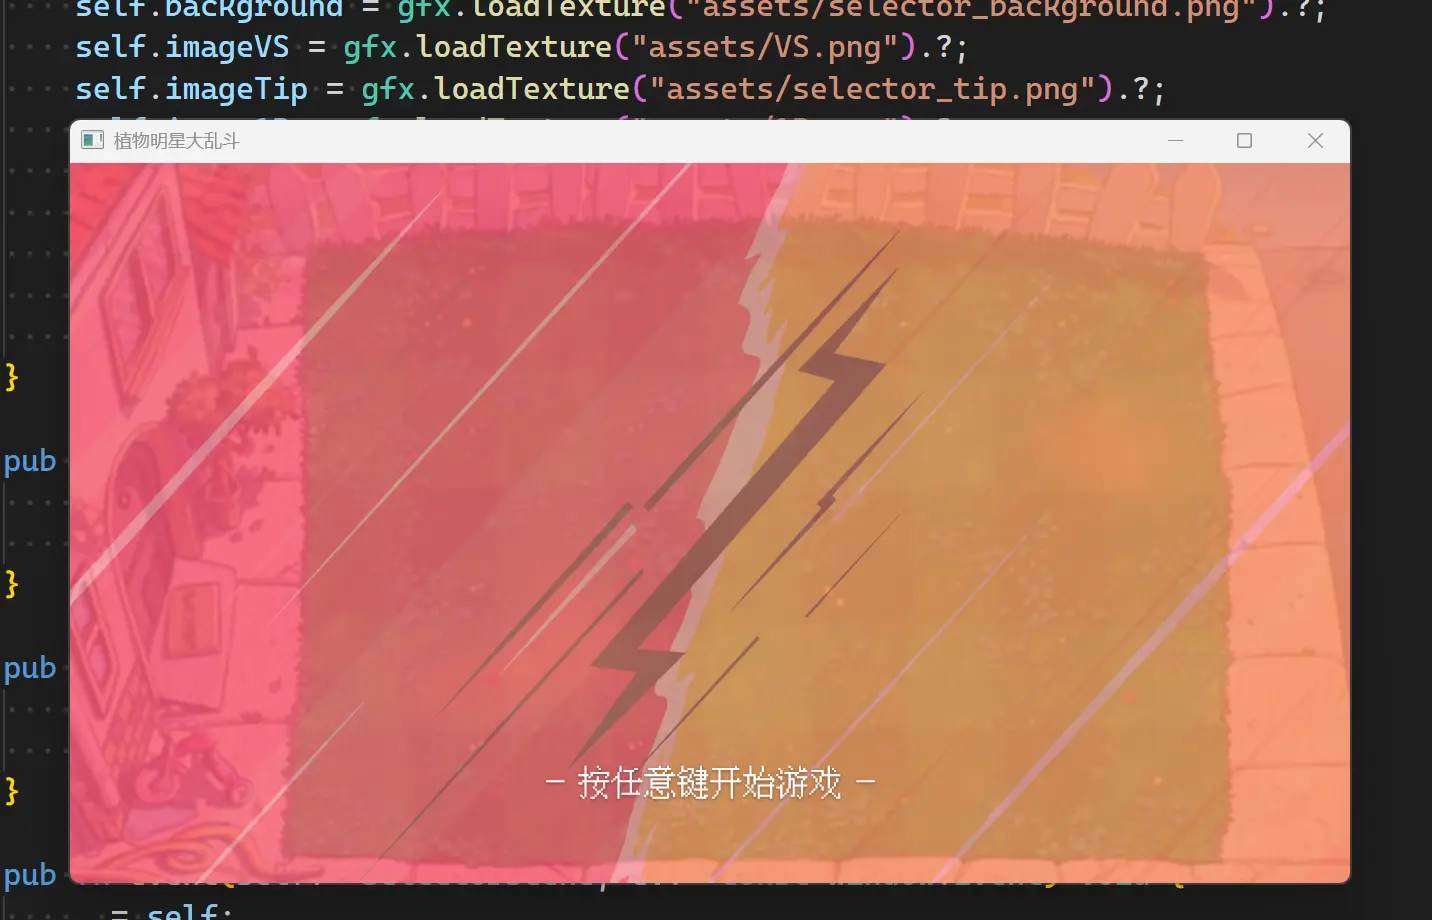 self.background = gfx.loadTexture("assets/selector_background.png").?;
self.imageVS = gfx.loadTexture("assets/VS.png").?;
self.imageTip = gfx.loadTexture("assets/selector_tip.png").?;
植物明星大乱斗
}
pub
}
pub
- 按任意键开始游戏 -
}
pub
= self;